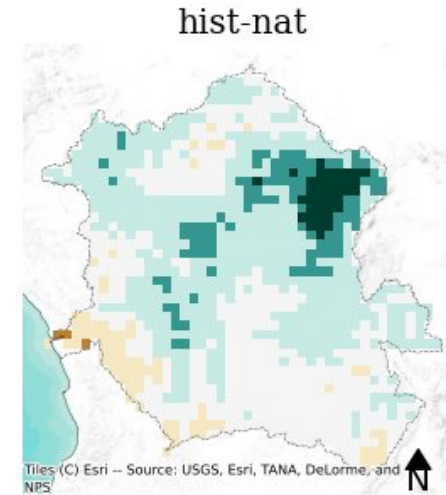 hist-nat
Tiles (C) Esri -- Source: USGS, Esri, TANA, DeLorme, and
NPS
N